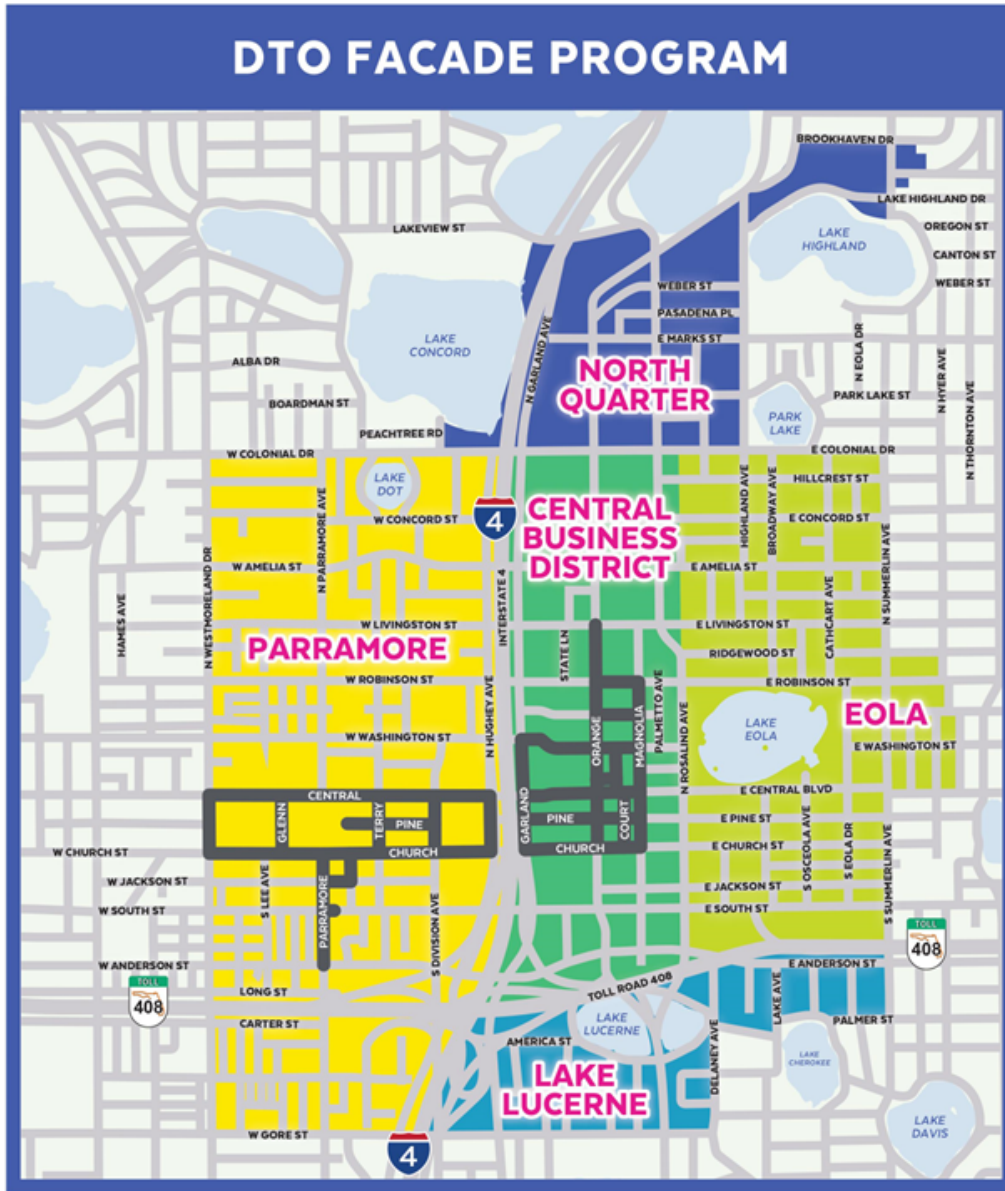 DTO FACADE PROGRAM
BROOKHAVEN DR
LAKE HIGHLAND DR
LAKEVIEW ST
LAKE
HIGHLAND
OREGON ST
CANTON ST
WEBER ST
WEBER ST
PASADENA PL
LAKE
CONCORD
N GARLAND AVE
E MARKS ST
N EOLA DR
ALBA DR
NORTH
QUARTER
N HYER AVE
N THORNTON AVE
BOARDMAN ST
PARK LAKE ST
PARK
LAKE
PEACHTREE RD
W COLONIAL DR
E COLONIAL DR
LAKE
DOT
HILLCREST ST
HIGHLAND AVE
BROADWAY AVE
N PARRAMORE AVE
W CONCORD ST
4
CENTRAL
BUSINESS
DISTRICT
E CONCORD ST
N SUMMERLIN AVE
W AMELIA ST
E AMELIA ST
N WESTMORELAND DR
HAMES AVE
INTERSTATE 4
CATHCART AVE
W LIVINGSTON ST
E LIVINGSTON ST
PARRAMORE
STATE LN
RIDGEWOOD ST
W ROBINSON ST
E ROBINSON ST
N HUGHEY AVE
ORANGE
MAGNOLIA
PALMETTO AVE
N ROSALIND AVE
LAKE
EOLA
EOLA
W WASHINGTON ST
E WASHINGTON ST
CENTRAL
E CENTRAL BLVD
GLENN
TERRY
PINE
GARLAND
PINE
COURT
E PINE ST
CHURCH
CHURCH
W CHURCH ST
E CHURCH ST
S OSCEOLA AVE
S EOLA DR
S SUMMERLIN AVE
W JACKSON ST
S LEE AVE
E JACKSON ST
W SOUTH ST
PARRAMORE
S DIVISION AVE
E SOUTH ST
TOLL
408
W ANDERSON ST
E ANDERSON ST
TOLL
408
LONG ST
TOLL ROAD 408
LAKE AVE
CARTER ST
LAKE
LUCERNE
PALMER ST
AMERICA ST
DELANEY AVE
LAKE
CHEROKEE
LAKE
LUCERNE
LAKE
DAVIS
W GORE ST
4